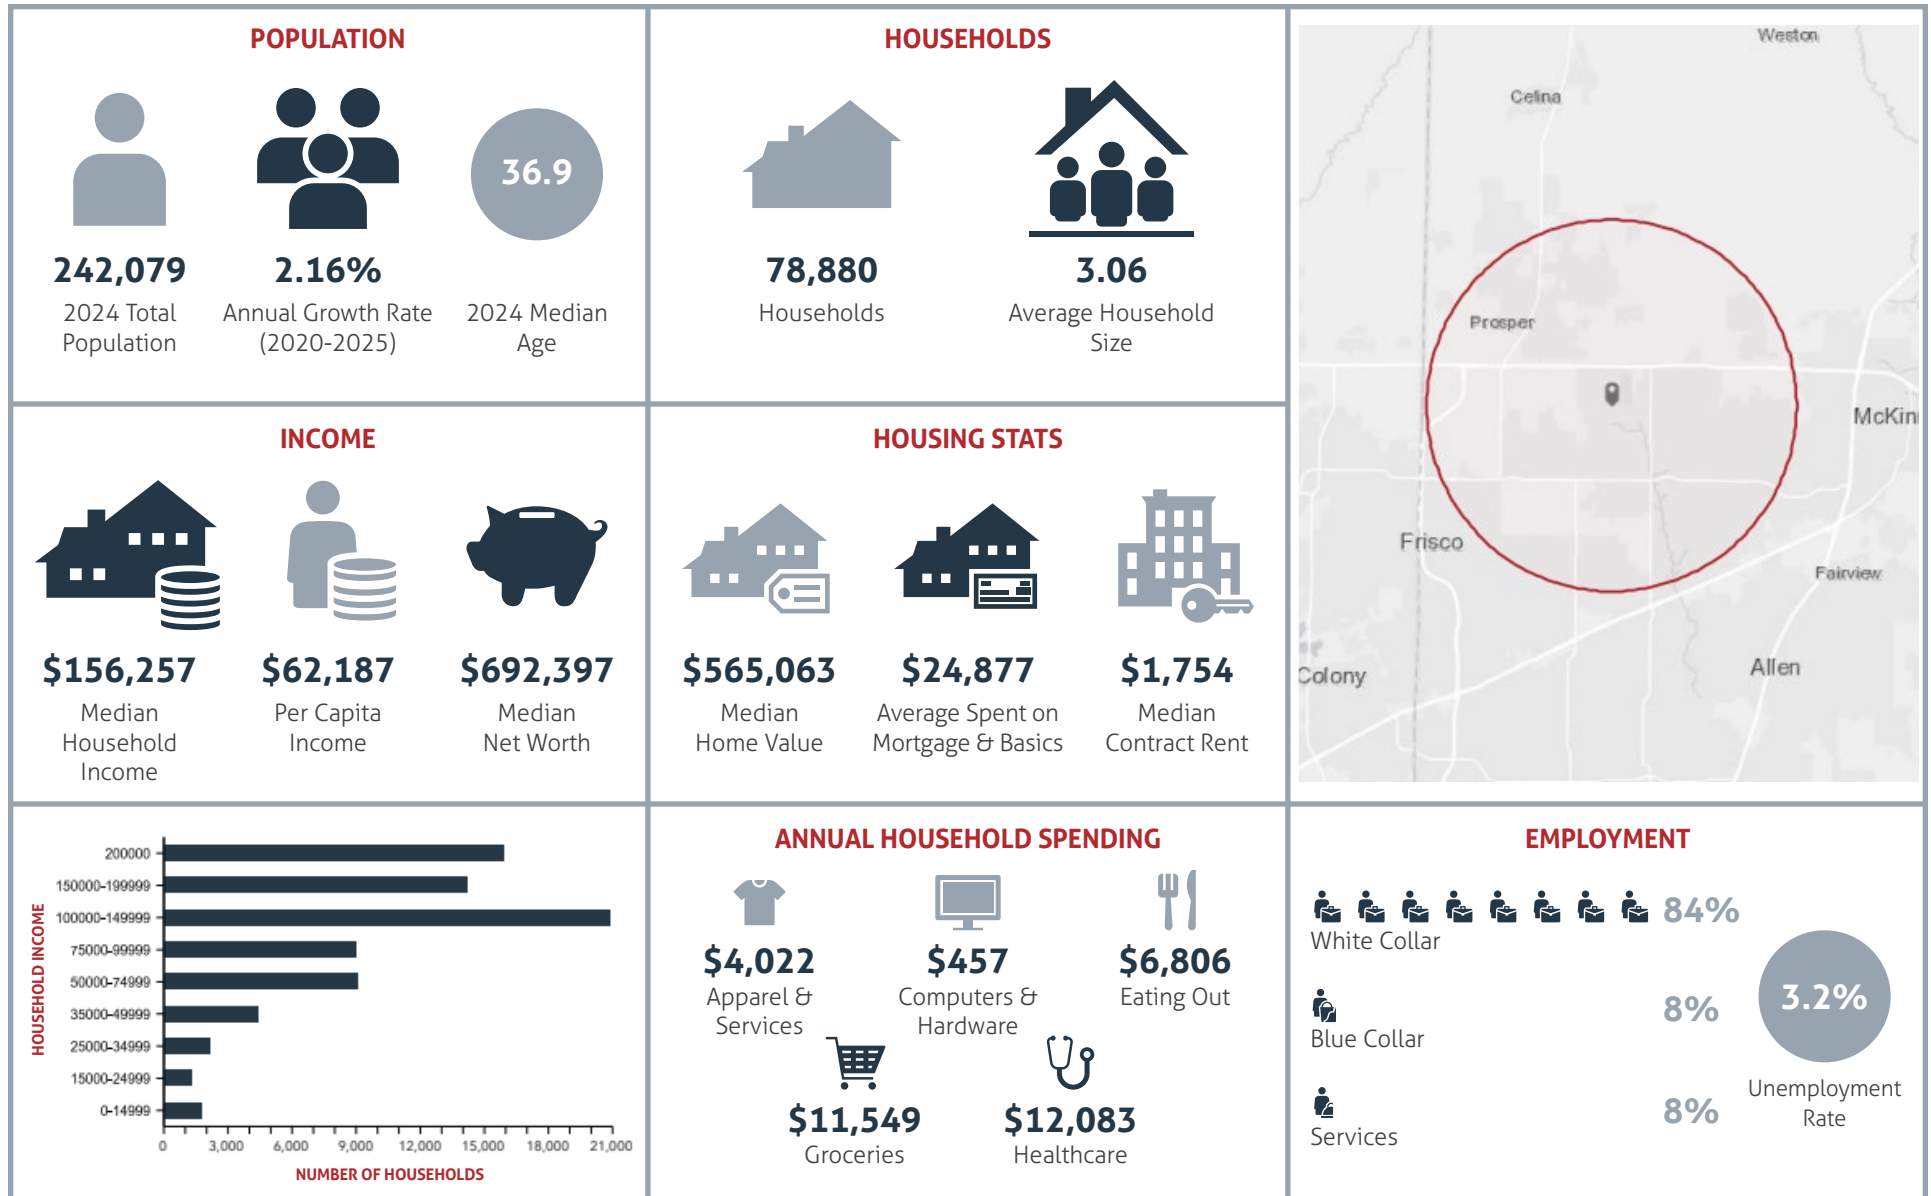 POPULATION
36.9
242,079
2024 Total
Population
2.16%
Annual Growth Rate
(2020-2025)
2024 Median
Age
HOUSEHOLDS
78,880
Households
3.06
Average Household
Size
Weston
Celina
Prosper
McKin
Frisco
Fairview
Colony
Allen
INCOME
$156,257
Median
Household
Income
$62,187
Per Capita
Income
$692,397
Median
Net Worth
HOUSING STATS
$565,063
Median
Home Value
$24,877
Average Spent on
Mortgage & Basics
$1,754
Median
Contract Rent
HOUSEHOLD INCOME
200000
150000-199999
100000-149999
75000-99999
50000-74999
35000-49999
25000-34999
15000-24999
0-14999
0 3,000 6,000 9,000 12,000 15,000 18,000 21,000
NUMBER OF HOUSEHOLDS
ANNUAL HOUSEHOLD SPENDING
$4,022
Apparel &
Services
$457
Computers &
Hardware
$6,806
Eating Out
$11,549
Groceries
$12,083
Healthcare
EMPLOYMENT
84%
White Collar
8%
Blue Collar
8%
Services
3.2%
Unemployment
Rate